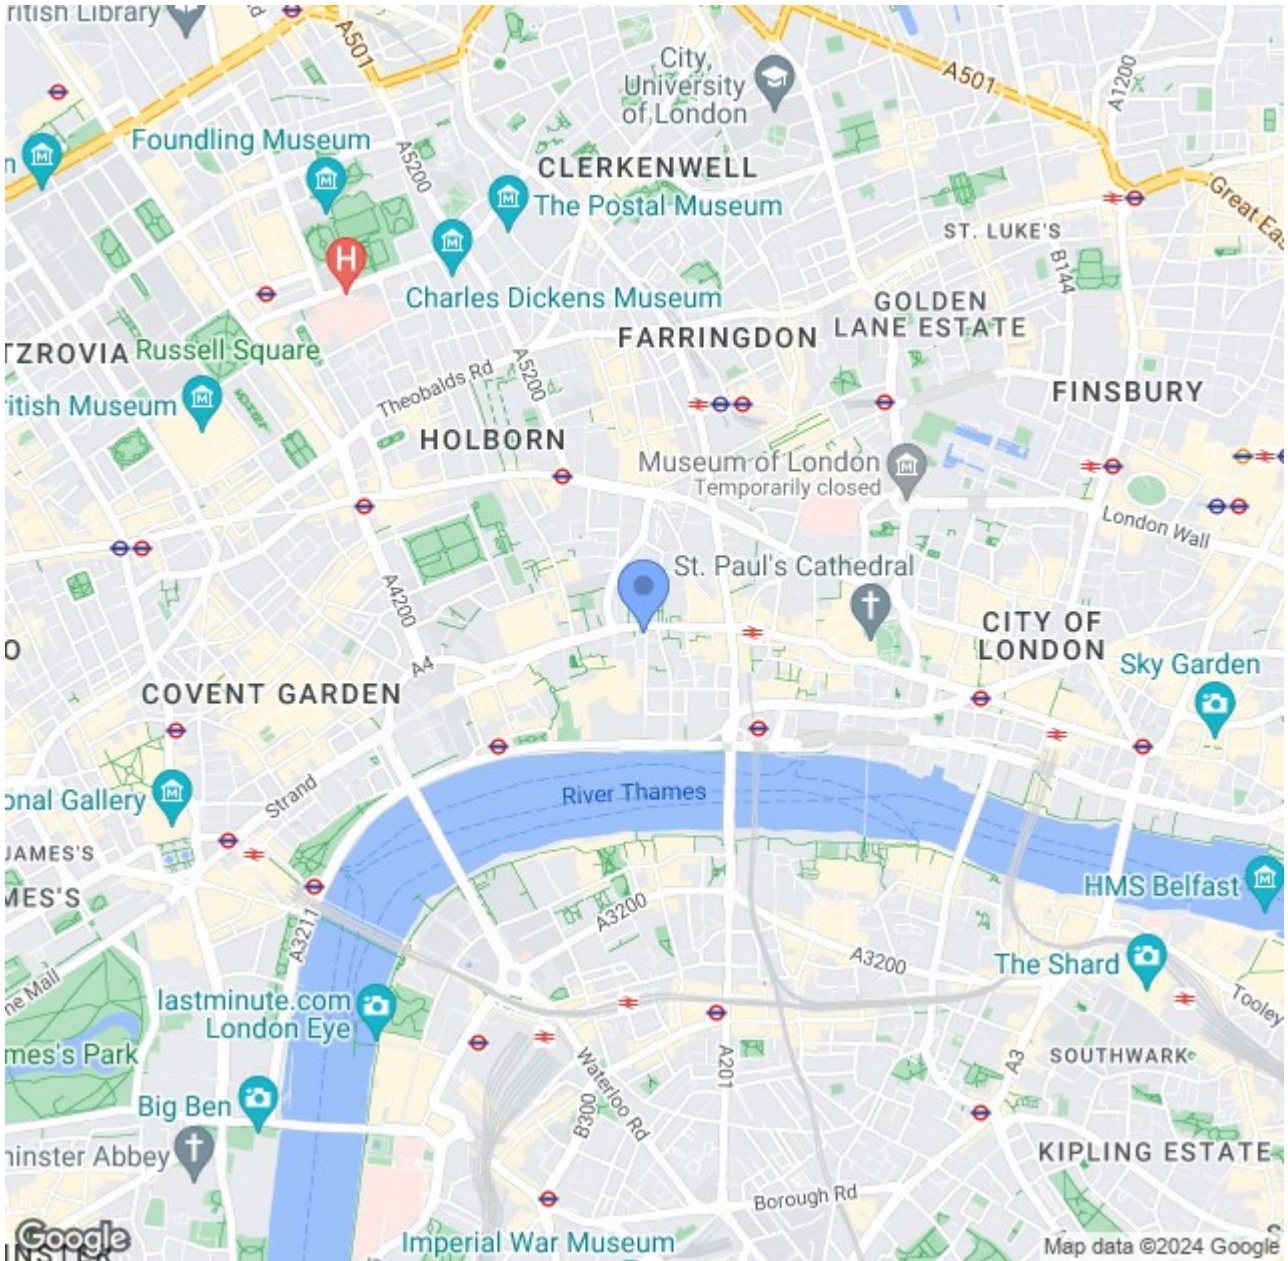 ritish Library
Rd
A501
City,
University
of London
A501
A1200
Foundling Museum
n
A5200
CLERKENWELL
The Postal Museum
Great Eas
ST. LUKE'S
B144
Charles Dickens Museum
GOLDEN
LANE ESTATE
FARRINGDON
TZROVIA
Russell Square
A5200
Theobalds Rd
FINSBURY
ritish Museum
HOLBORN
Museum of London
Temporarily closed
London Wall
St. Paul's Cathedral
A4200
CITY OF
LONDON
O
A4
Sky Garden
COVENT GARDEN
onal Gallery
Strand
River Thames
JAMES'S
MES'S
HMS Belfast
A3211
A3200
A3200
The Shard
he Mall
lastminute.com
London Eye
Tooley
mes's Park
Waterloo Rd
A201
A3
SOUTHWARK
Big Ben
B300
minster Abbey
KIPLING ESTATE
Borough Rd
Google
Imperial War Museum
Map data ©2024 Google
INSTER
S